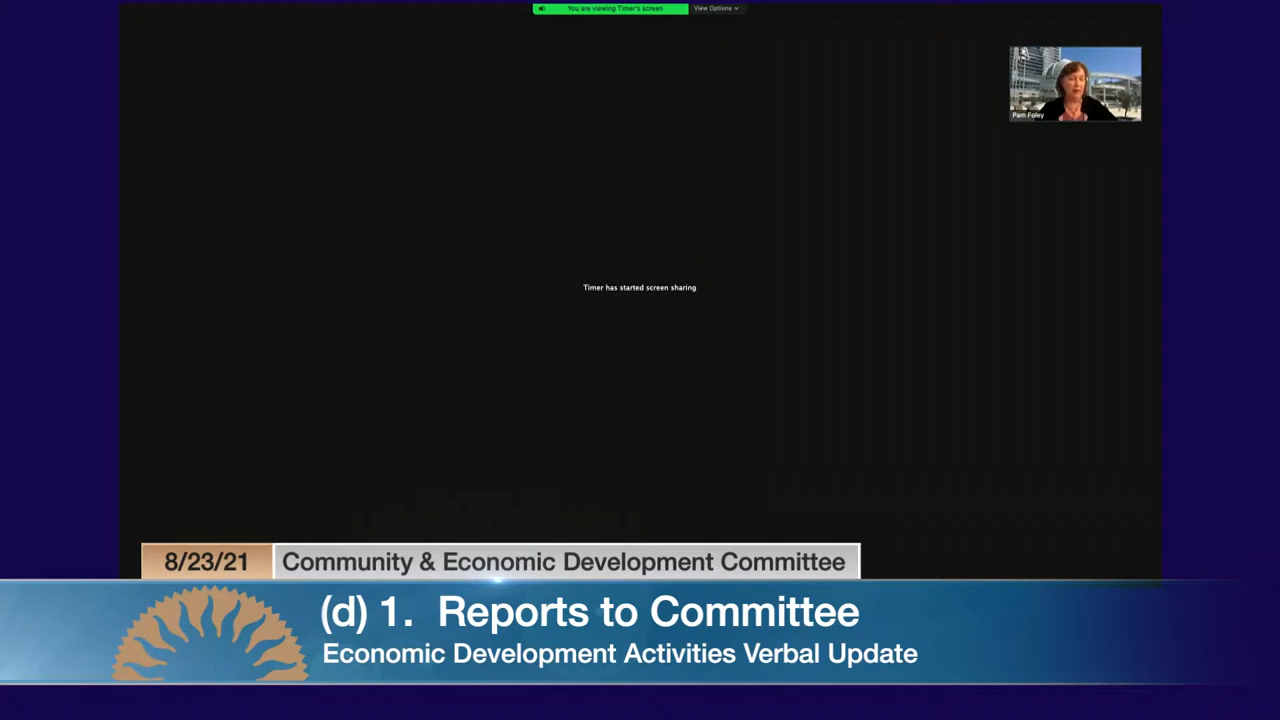 You are viewing Timer's screen
View Options
Pam Foley
Timer has started screen sharing
8/23/21
Community & Economic Development Committee
(d) 1. Reports to Committee
Economic Development Activities Verbal Update